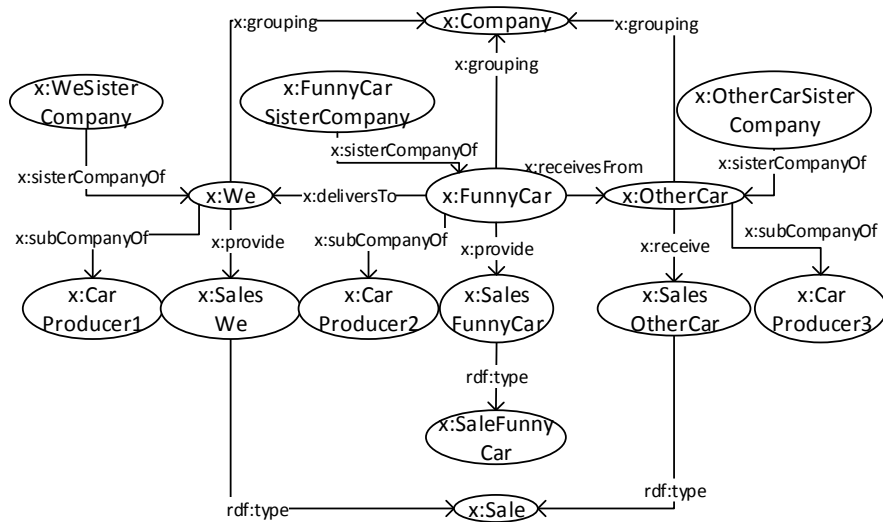 x:grouping
x:Company
x:grouping
x:grouping
x:WeSister
Company
x:FunnyCar
SisterCompany
x:OtherCarSister
Company
x:sisterCompanyOf
x:receivesFrom
x:sisterCompanyOf
x:sisterCompanyOf
x:We
x:deliversTo
x:FunnyCar
x:OtherCar
x:subCompanyOf
x:provide
x:subCompanyOf
x:provide
x:receive
x:subCompanyOf
x:Car
Producer1
x:Sales
We
x:Car
Producer2
x:Sales
FunnyCar
x:Sales
OtherCar
x:Car
Producer3
rdf:type
x:SaleFunny
Car
rdf:type
x:Sale
rdf:type